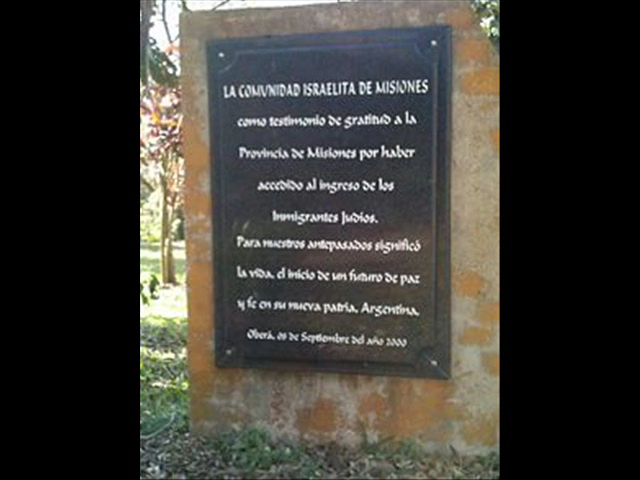 LA COMUNIDAD ISRAELITA DE MISIONES
como testimonio de gratitud a la
Provincia de Misiones por haber
accedido al ingreso de los
Inmigrantes Judios.
Para nuestros antepasados significó
la vida, el inicio de un futuro de paz
y fe en su nueva patria, Argentina.
Oberá, 05 de Septiembre del año 2000